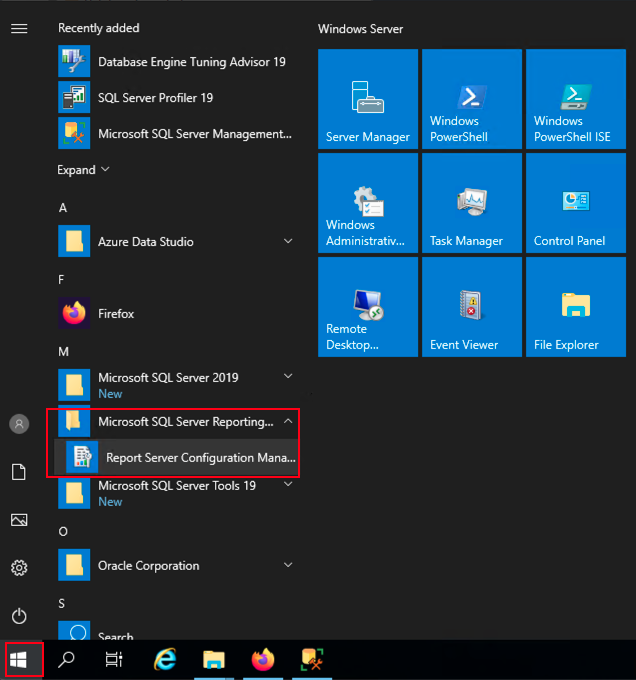 Recently added
Database Engine Tuning Advisor 19
SQL Server Profiler 19
Microsoft SQL Server Management...
Expand
A
Azure Data Studio
F
Firefox
M
Microsoft SQL Server 2019
New
Microsoft SQL Server Reporting...
Report Server Configuration Mana...
Microsoft SQL Server Tools 19
New
O
Oracle Corporation
S
Search
Windows Server
Server Manager
Windows
PowerShell
Windows
PowerShell ISE
Windows
Administrativ...
Task Manager
Control Panel
Remote
Desktop...
Event Viewer
File Explorer